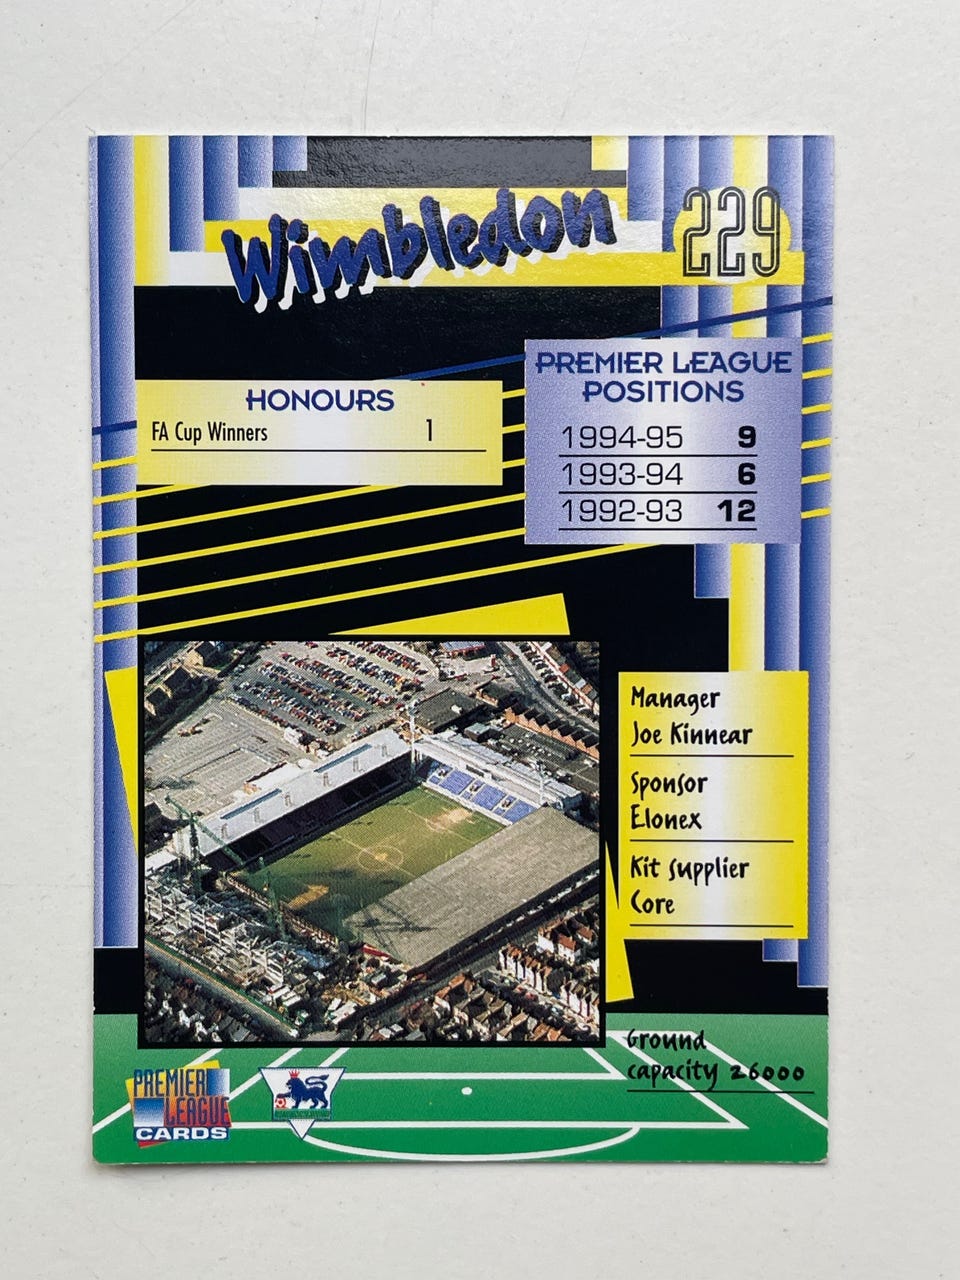 Wimbledon
229
HONOURS
FA Cup Winners 1
PREMIER LEAGUE
POSITIONS
1994-95 9
1993-94 6
1992-93 12
Manager
Joe Kinnear
Sponsor
Elonex
Kit supplier
Core
Ground
capacity 26000
PREMIER
LEAGUE
CARDS